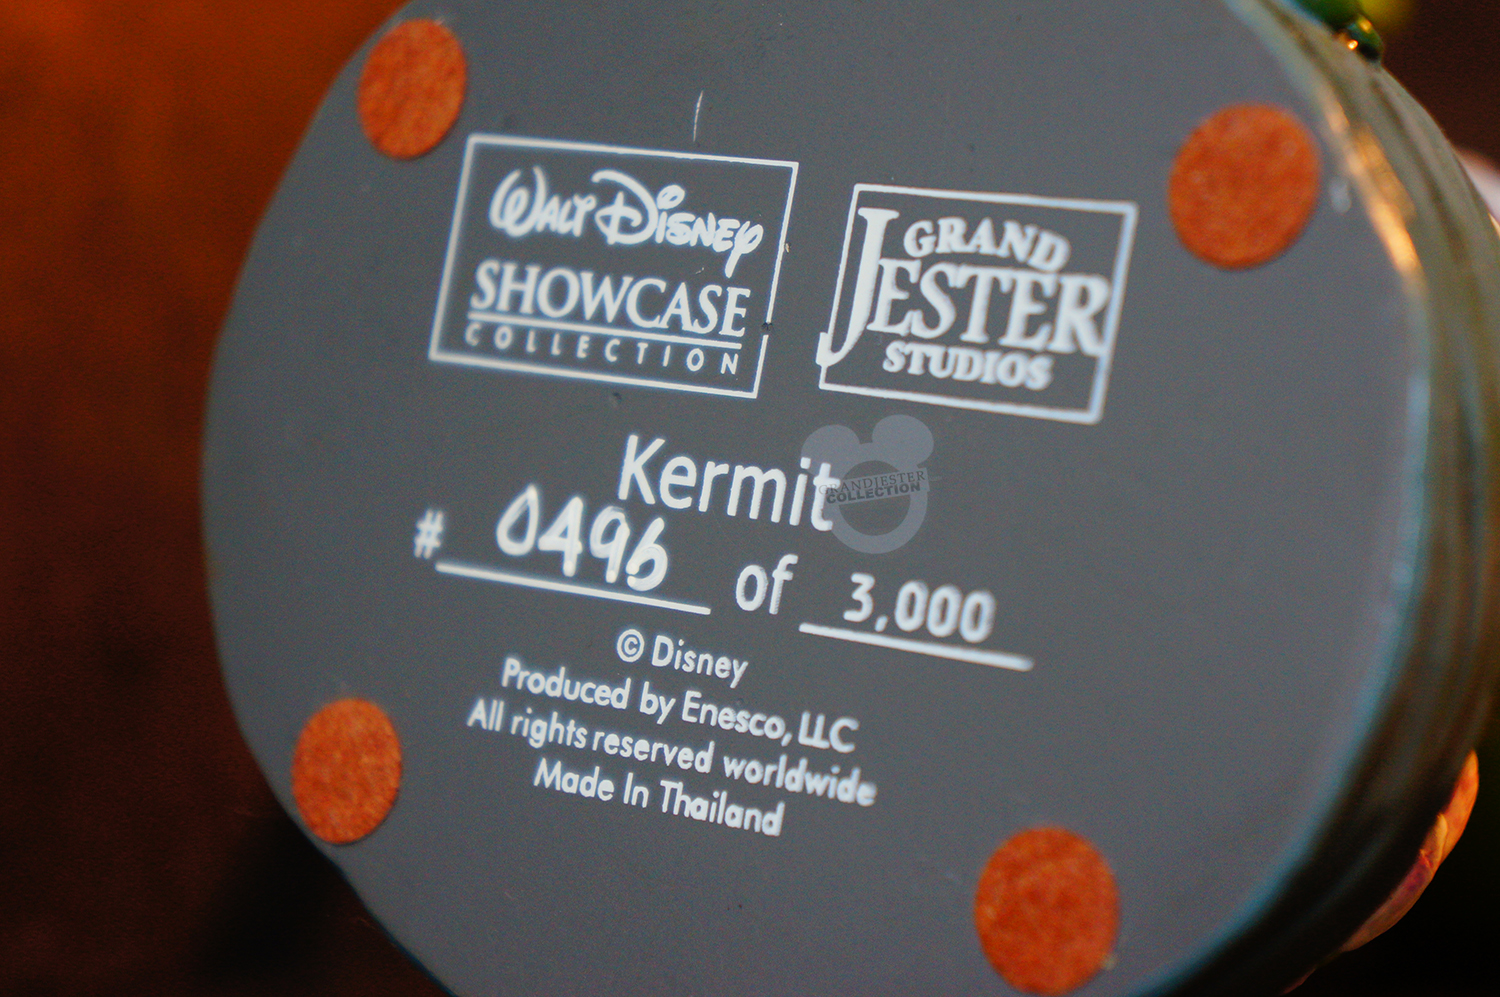 WALT DISNEY
SHOWCASE
COLLECTION
GRAND
JESTER
STUDIOS
Kermit
# 0496 of 3,000
© Disney
Produced by Enesco, LLC
All rights reserved worldwide
Made In Thailand
GRANDJESTER
COLLECTION